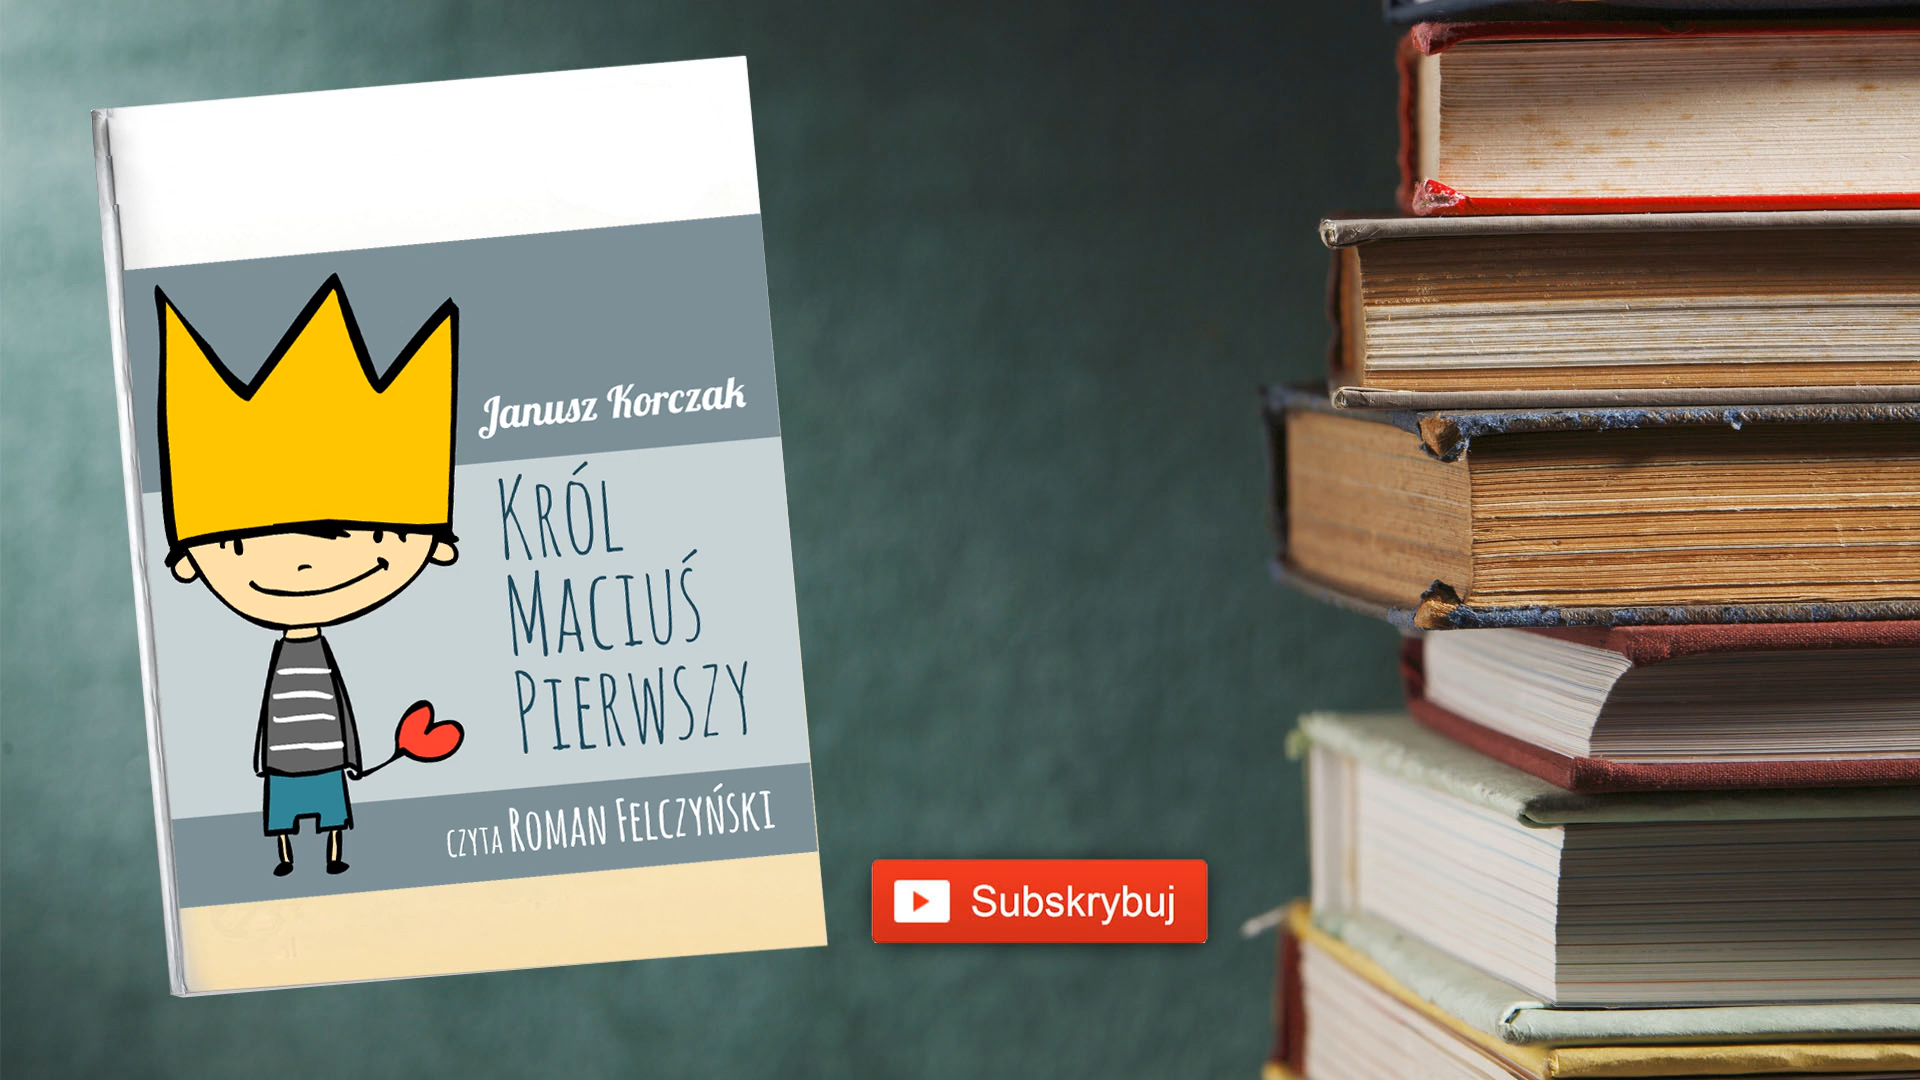 Janusz Korczak
KRÓL
MACIUŚ
PIERWSZY
CZYTA ROMAN FELCZYŃSKI
Subskrybuj